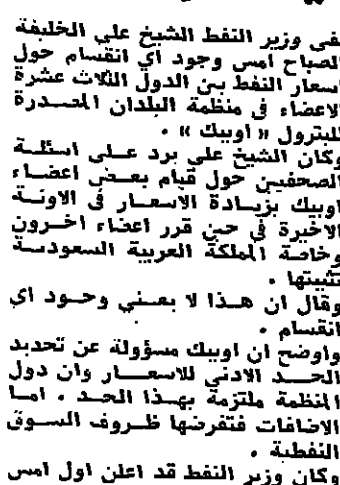 نفى وزير النفط الشيخ علي الخليفة
الصباح امس وجود اي انقسام حول
اسعار النفط بين الدول الثلاث عشرة
الاعضاء في منظمة البلدان المصدرة
للبترول « اوبيك » .
وكان الشيخ علي يرد على اسئلة
الصحفيين حول قيام بعض اعضاء
اوبيك بزيادة الاسعار في الاونة
الاخيرة في حين قرر اعضاء اخرون
وخاصة المملكة العربية السعودية
تثبيتها .
وقال ان هذا لا يعني وجود اي
انقسام .
واوضح ان اوبيك مسؤولة عن تحديد
الحد الادنى للاسعار وان دول
المنظمة ملتزمة بهذا الحد . اما
الاضافات فتفرضها ظروف السوق
النفطية .
وكان وزير النفط قد اعلن اول امس